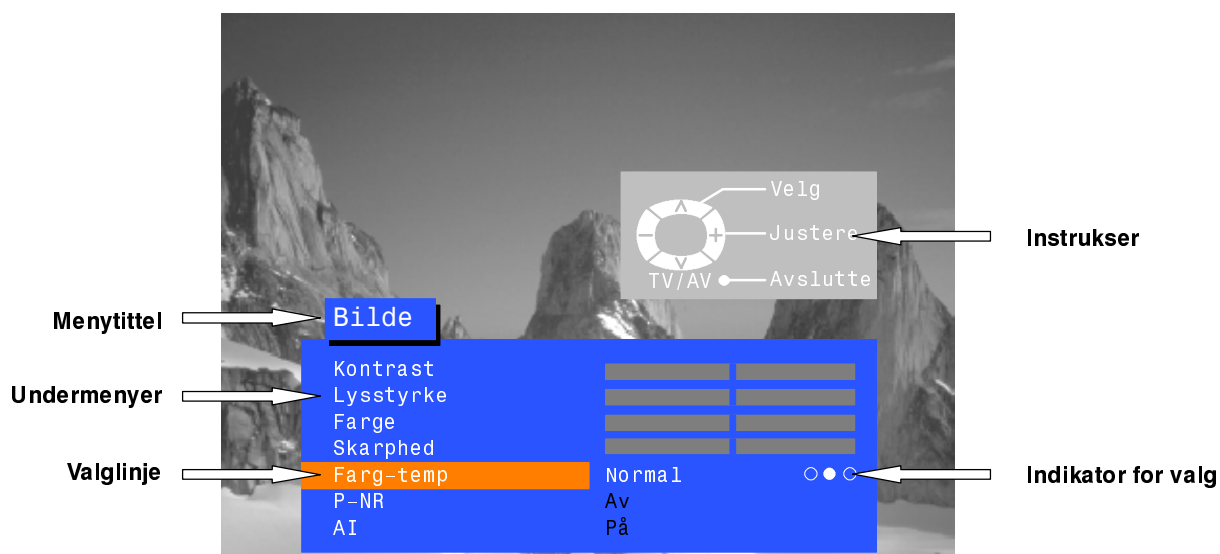 Velg
Justere
TV/AV
Avslutte
Instrukser
Menytittel
Bilde
Kontrast
Undermenyer
Lysstyrke
Farge
Skarphed
Valglinje
Farg-temp
Normal
Indikator for valg
P-NR
Av
AI
På